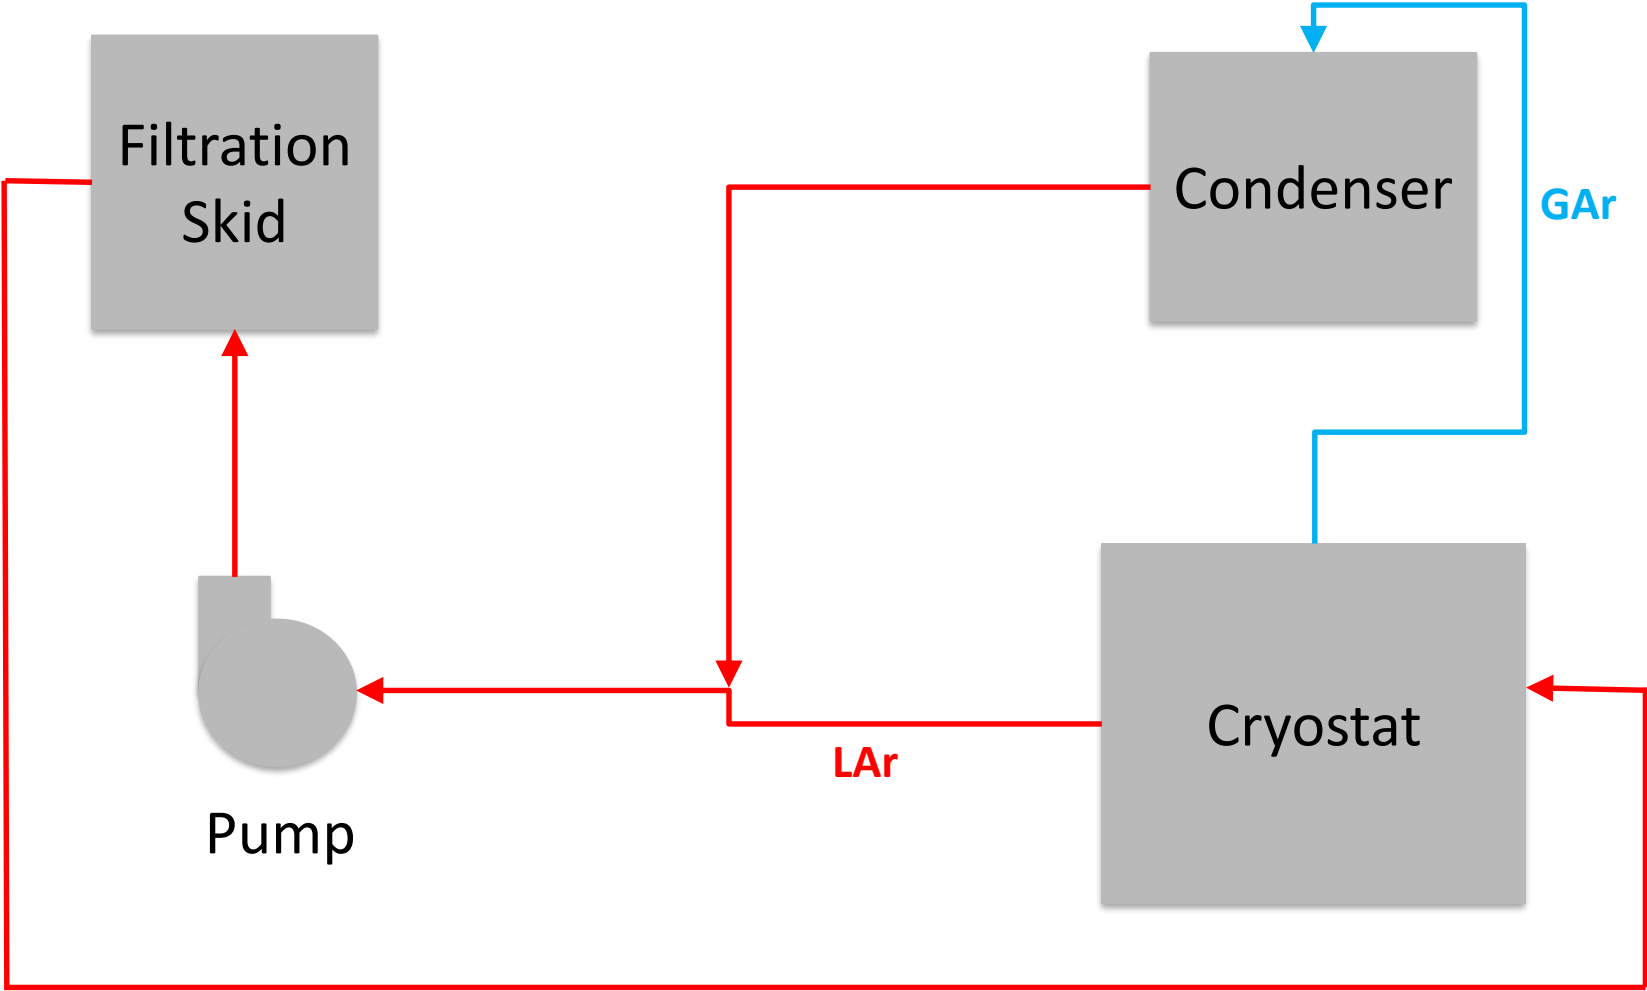 Filtration
Skid
Condenser
GAr
Cryostat
LAr
Pump